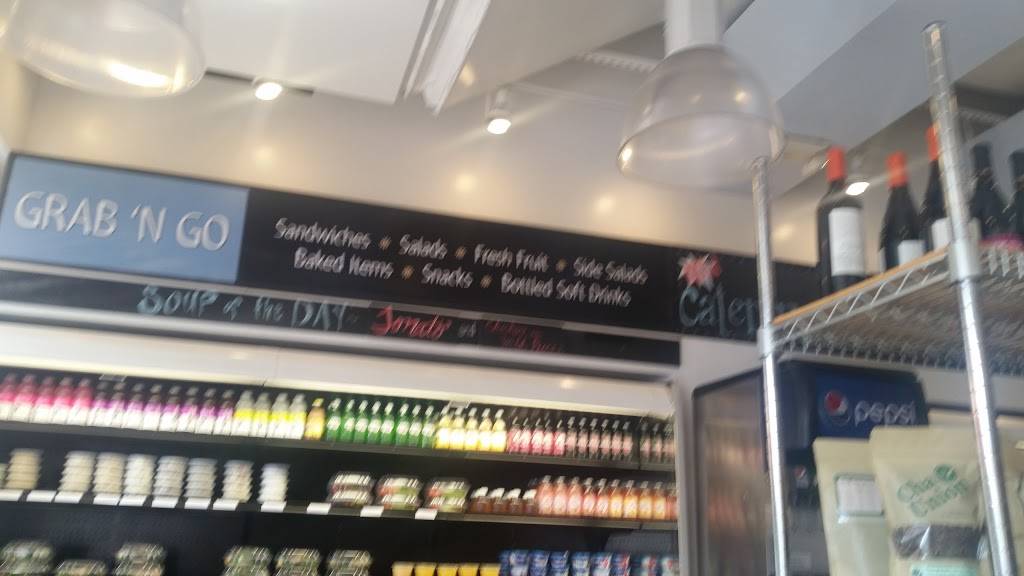 GRAB 'N GO
Sandwiches • Salads • Fresh Fruit • Side Salads
Baked Items • Snacks • Bottled Soft Drinks
SOUP of the DAY-
pepsi